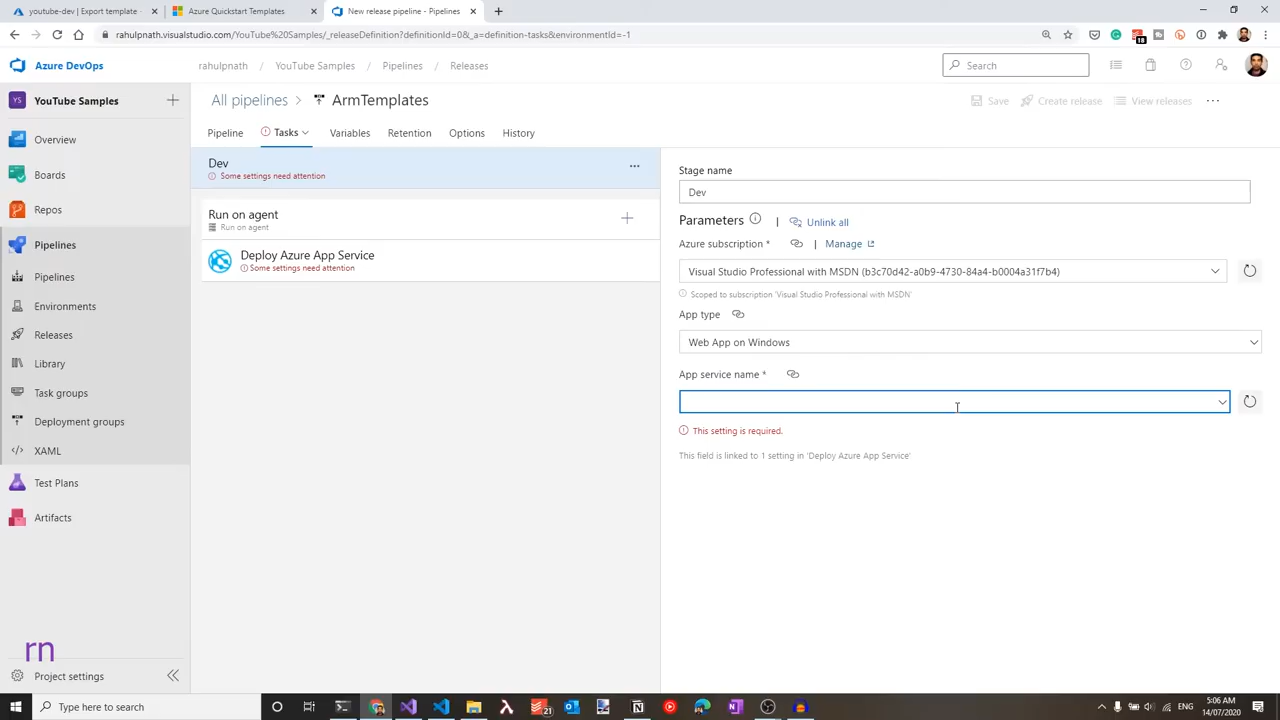 youtube-dev | Export template - 
Azure Quickstart Templates
New release pipeline - Pipelines
rahulpnath.visualstudio.com/YouTube%20Samples/_releaseDefinition?definitionId=0&_a=definition-tasks&environmentId=-1
18
Azure DevOps
rahulpnath / YouTube Samples / Pipelines / Releases
Search
YS YouTube Samples
All pipelines > ArmTemplates
Save Create release View releases ...
Pipeline Tasks Variables Retention Options History
Overview
Boards
Repos
Pipelines
Pipelines
Environments
Releases
Library
Task groups
Deployment groups
XAML
Test Plans
Artifacts
rn
Project settings
Dev
Some settings need attention
Run on agent
Run on agent
Deploy Azure App Service
Some settings need attention
Stage name
Dev
Parameters | Unlink all
Azure subscription * | Manage
Visual Studio Professional with MSDN (b3c70d42-a0b9-4730-84a4-b0004a31f7b4)
Scoped to subscription 'Visual Studio Professional with MSDN'
App type
Web App on Windows
App service name *
This setting is required.
This field is linked to 1 setting in 'Deploy Azure App Service'
Type here to search
21
5:06 AM
14/07/2020